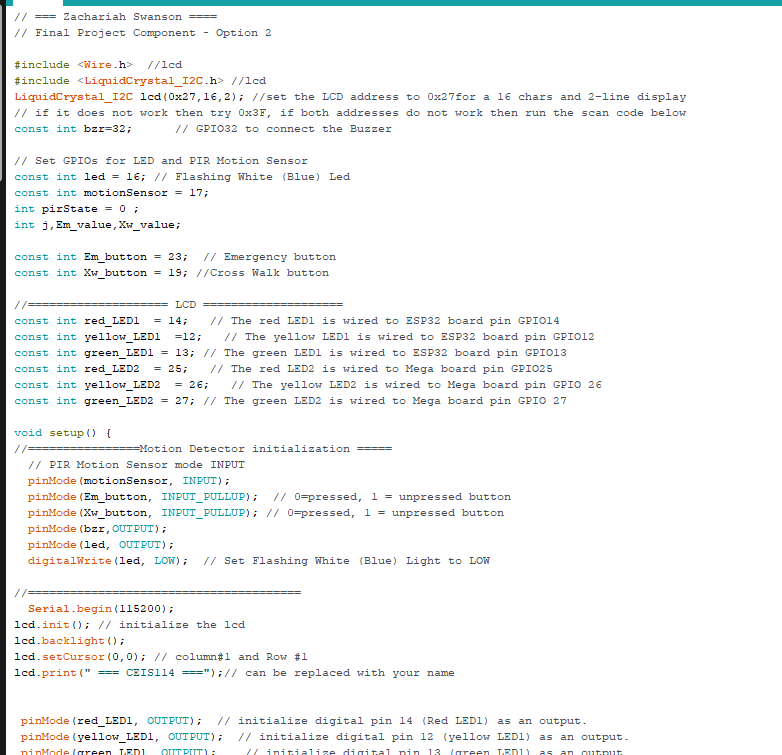 // === Zachariah Swanson ====
// Final Project Component - Option 2
#include <Wire.h>  //lcd
#include <LiquidCrystal_I2C.h> //lcd
LiquidCrystal_I2C lcd(0x27,16,2); //set the LCD address to 0x27for a 16 chars and 2-line display
// if it does not work then try 0x3F, if both addresses do not work then run the scan code below
const int bzr=32;      // GPIO32 to connect the Buzzer
// Set GPIOs for LED and PIR Motion Sensor
const int led = 16; // Flashing White (Blue) Led
const int motionSensor = 17;
int pirState = 0 ;
int j,Em_value,Xw_value;
const int Em_button = 23;  // Emergency button
const int Xw_button = 19; //Cross Walk button
//==================== LCD ====================
const int red_LED1  = 14;   // The red LED1 is wired to ESP32 board pin GPIO14
const int yellow_LED1  =12;   // The yellow LED1 is wired to ESP32 board pin GPIO12
const int green_LED1 = 13; // The green LED1 is wired to ESP32 board pin GPIO13
const int red_LED2  = 25;   // The red LED2 is wired to Mega board pin GPIO25
const int yellow_LED2  = 26;   // The yellow LED2 is wired to Mega board pin GPIO 26
const int green_LED2 = 27; // The green LED2 is wired to Mega board pin GPIO 27
void setup() {
//================Motion Detector initialization =====
  // PIR Motion Sensor mode INPUT
  pinMode(motionSensor, INPUT);
  pinMode(Em_button, INPUT_PULLUP);  // 0=pressed, 1 = unpressed button
  pinMode(Xw_button, INPUT_PULLUP); // 0=pressed, 1 = unpressed button
  pinMode(bzr,OUTPUT);
  pinMode(led, OUTPUT);
  digitalWrite(led, LOW);  // Set Flashing White (Blue) Light to LOW
//=======================================
  Serial.begin(115200);
lcd.init(); // initialize the lcd
lcd.backlight();
lcd.setCursor(0,0); // column#1 and Row #1
lcd.print(" === CEIS114 ===");// can be replaced with your name
 pinMode(red_LED1, OUTPUT);  // initialize digital pin 14 (Red LED1) as an output.
 pinMode(yellow_LED1, OUTPUT);  // initialize digital pin 12 (yellow LED1) as an output.
 pinMode(green_LED1, OUTPUT);    // initialize digital pin 13 (green LED1) as an output.